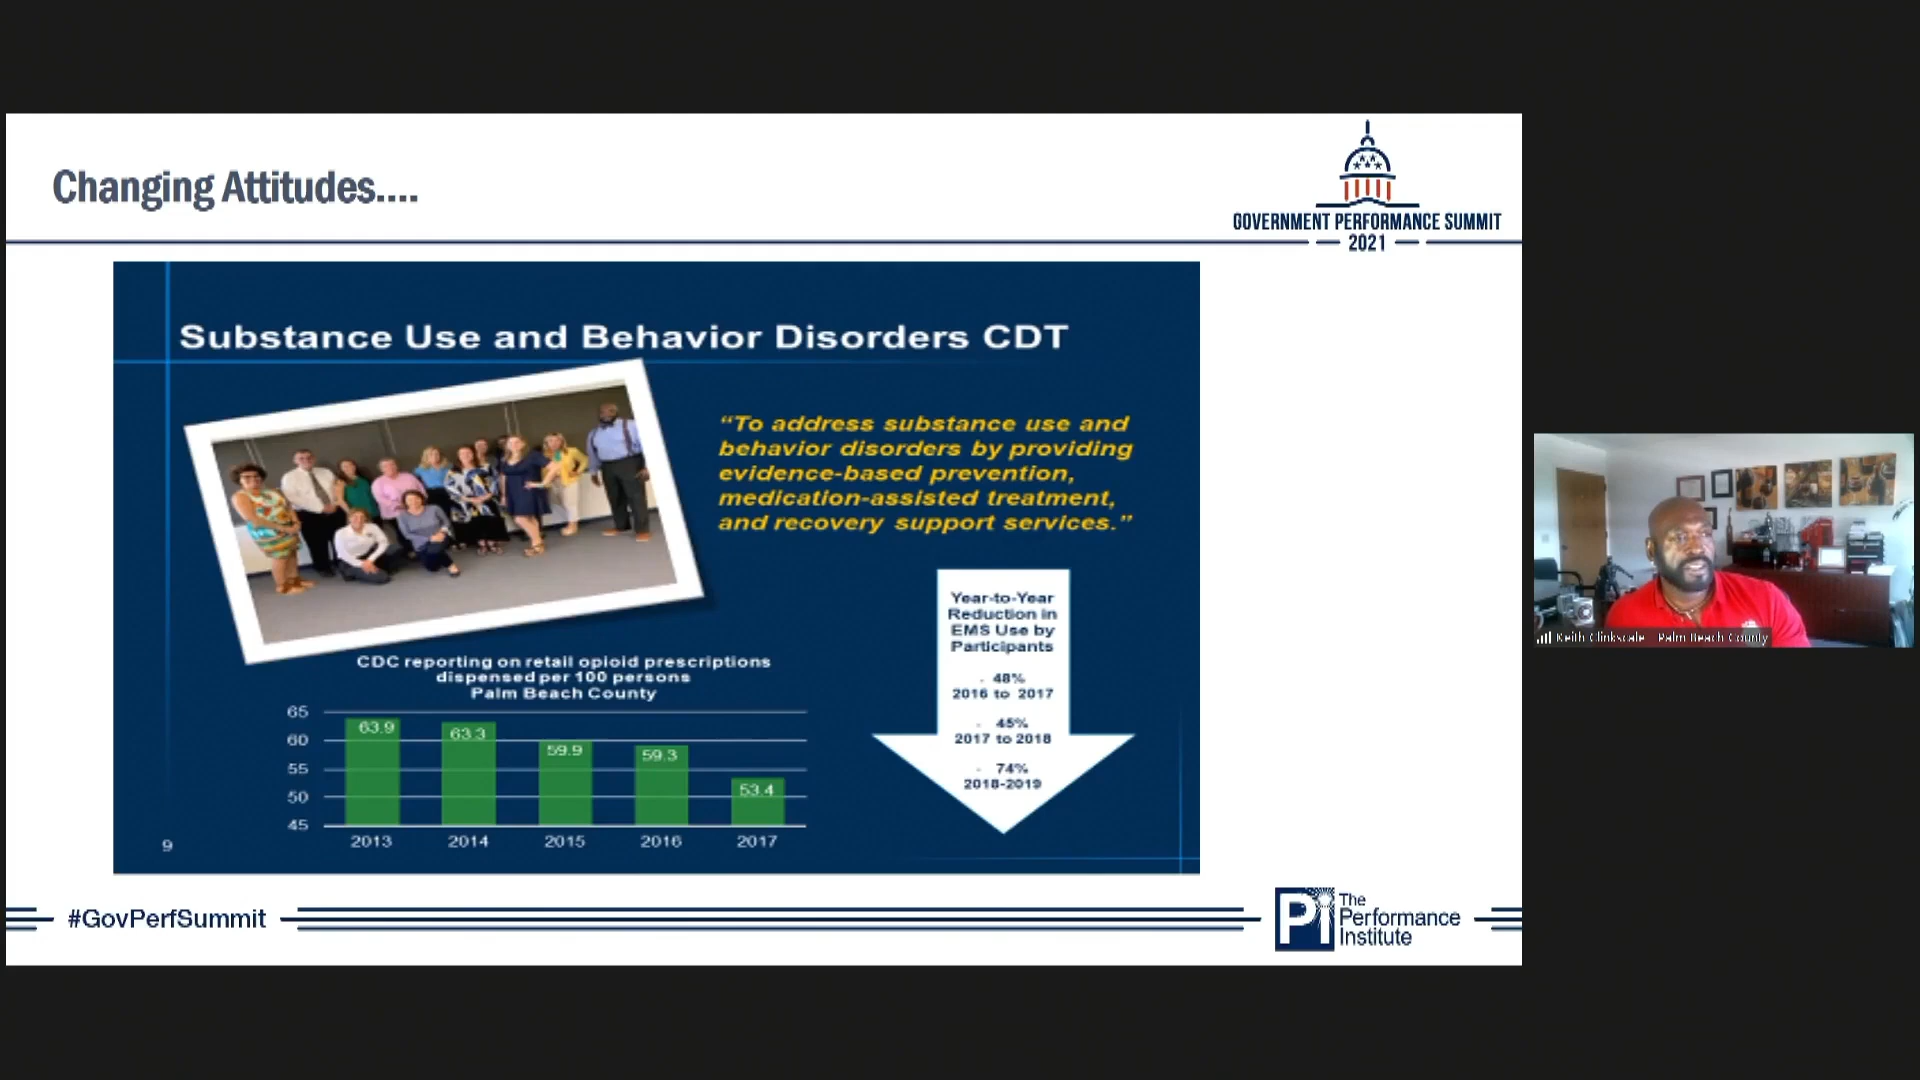 Changing Attitudes....
GOVERNMENT PERFORMANCE SUMMIT
2021
Substance Use and Behavior Disorders CDT
“To address substance use and
behavior disorders by providing
evidence-based prevention,
medication-assisted treatment,
and recovery support services.”
Year-to-Year
Reduction in
EMS Use by
Participants
- 48%
2016 to 2017
- 45%
2017 to 2018
- 74%
2018-2019
CDC reporting on retail opioid prescriptions
dispensed per 100 persons
Palm Beach County
65
60
55
50
45
63.9
63.3
59.9
59.3
53.4
2013 2014 2015 2016 2017
9
Keith Clinkscale - Palm Beach County
#GovPerfSummit
PI
The
Performance
Institute